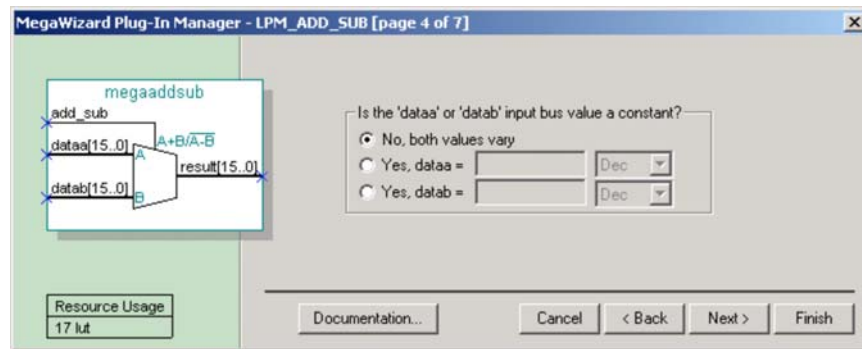 MegaWizard Plug-In Manager - LPM_ADD_SUB [page 4 of 7]
megaaddsub
add_sub
A+B/A-B
dataa[15..0]
A
result[15..0]
datab[15..0]
B
Is the 'dataa' or 'datab' input bus value a constant?
No, both values vary
Yes, dataa = Dec
Yes, datab = Dec
Resource Usage
17 lut
Documentation... Cancel < Back Next > Finish